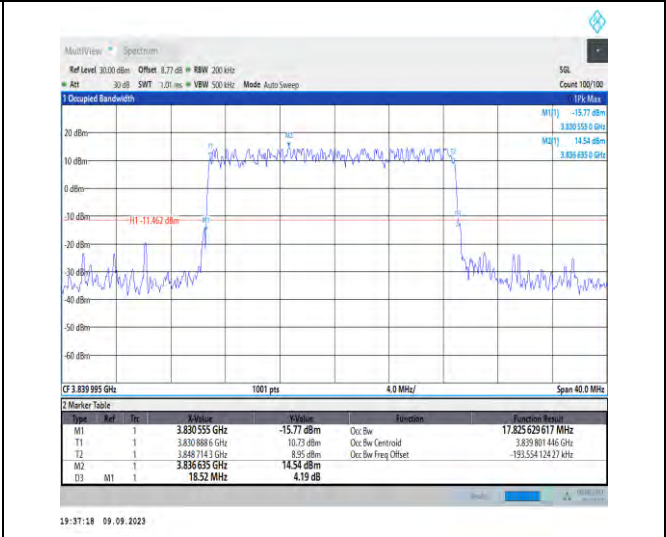 MultiView Spectrum
Ref Level 30.00 dBm Offset 8.77 dB RBW 200 kHz SGL
Att 30 dB SWT 1.01 ms VBW 500 kHz Mode Auto Sweep Count 100/100
1 Occupied Bandwidth 1Pk Max
M1(1) -15.77 dBm
3.830 555 0 GHz
M2(1) 14.54 dBm
3.836 635 0 GHz
20 dBm
10 dBm
0 dBm
-10 dBm
H1 -11.462 dBm
-20 dBm
-30 dBm
-40 dBm
-50 dBm
-60 dBm
M2
T1
T2
M1
CF 3.839 995 GHz 1001 pts 4.0 MHz/ Span 40.0 MHz
2 Marker Table
Type Ref Trc X-Value Y-Value Function Function Result
M1 1 3.830 555 GHz -15.77 dBm Occ Bw 17.825 629 617 MHz
T1 1 3.830 888 6 GHz 10.73 dBm Occ Bw Centroid 3.839 801 446 GHz
T2 1 3.848 714 3 GHz 8.95 dBm Occ Bw Freq Offset -193.554 124 27 kHz
M2 1 3.836 635 GHz 14.54 dBm
D3 M1 1 18.52 MHz 4.19 dB
19:37:18 09.09.2023